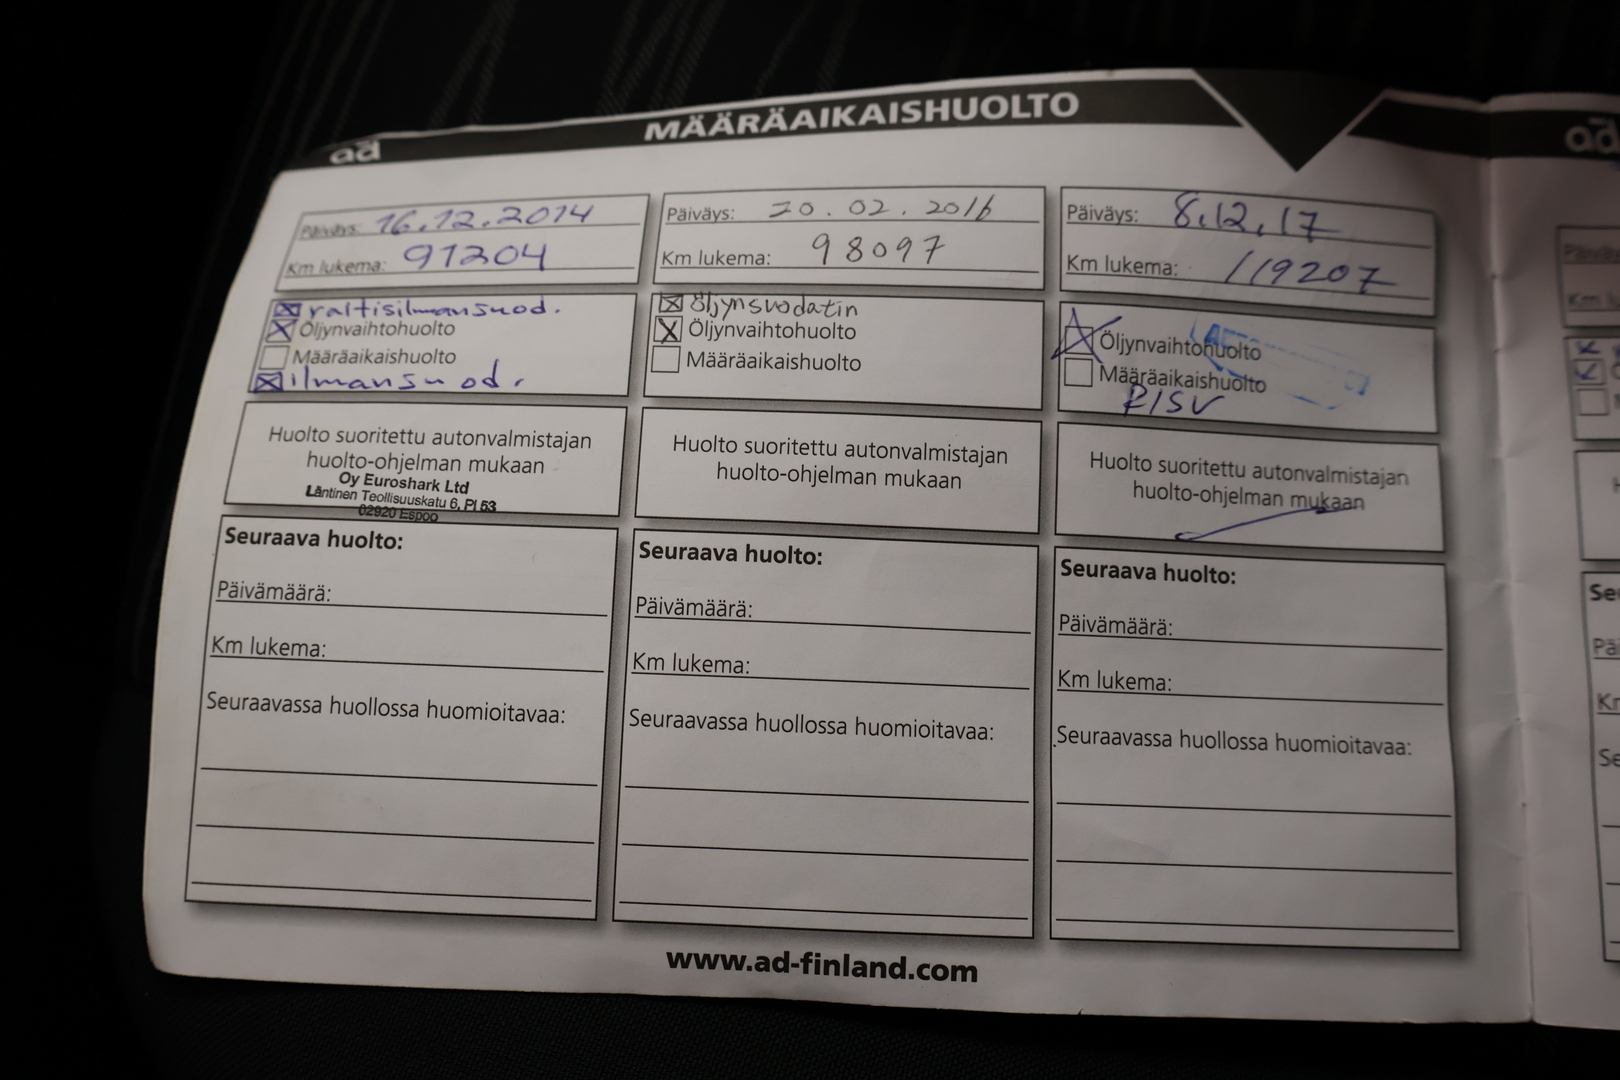 ad
MÄÄRÄAIKAISHUOLTO
ad
Päiväys: 16.12.2014
Km lukema: 91204
raitisilmansuod.
Öljynvaihtohuolto
Määräaikaishuolto
ilmansuod.
Huolto suoritettu autonvalmistajan
huolto-ohjelman mukaan
Oy Euroshark Ltd
Läntinen Teollisuuskatu 6, Pl 53
02920 Espoo
Seuraava huolto:
Päivämäärä:
Km lukema:
Seuraavassa huollossa huomioitavaa:
Päiväys: 20.02.2016
Km lukema: 98097
Öljynsuodatin
Öljynvaihtohuolto
Määräaikaishuolto
Huolto suoritettu autonvalmistajan
huolto-ohjelman mukaan
Seuraava huolto:
Päivämäärä:
Km lukema:
Seuraavassa huollossa huomioitavaa:
Päiväys: 8.12.17
Km lukema: 119207
Öljynvaihtohuolto
Määräaikaishuolto
Huolto suoritettu autonvalmistajan
huolto-ohjelman mukaan
Seuraava huolto:
Päivämäärä:
Km lukema:
Seuraavassa huollossa huomioitavaa:
www.ad-finland.com